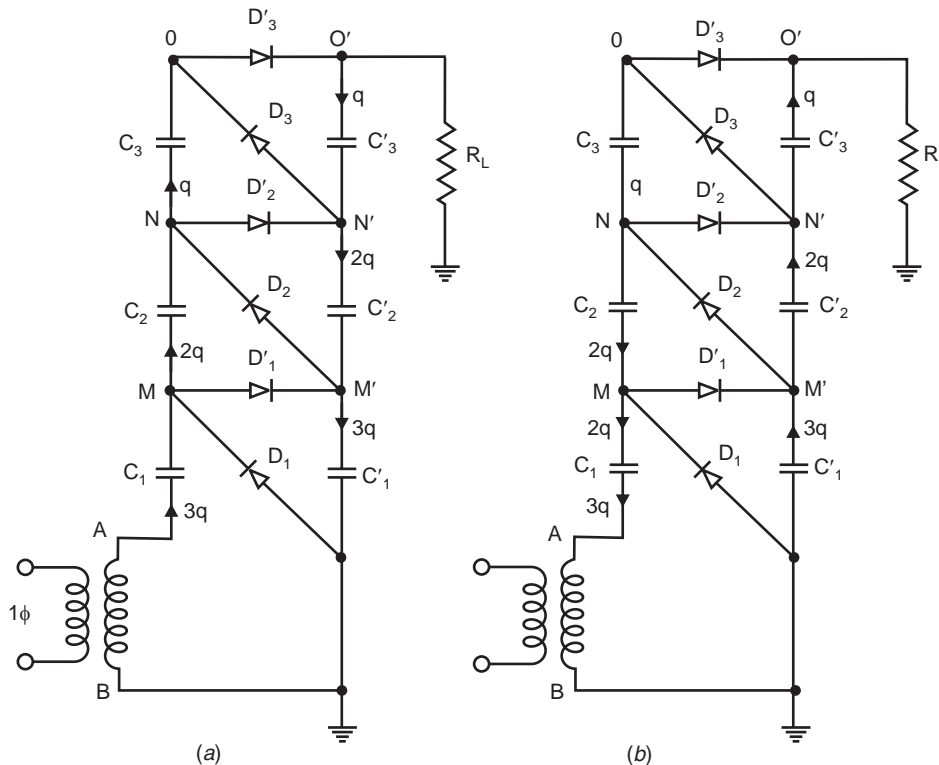 D′3 D′3
0 O′ 0 O′
q q
D3 D3
C3 C′3 C3 C′3
RL R
q D′2 q D′2
N N′ N N′
2q 2q
D2 D2
C2 C′2 C2 C′2
2q D′1 2q D′1
M M′ M M'
3q 2q 3q
D1 D1
C1 C′1 C1 C′1
3q 3q
A A
1ϕ
B B
(a) (b)